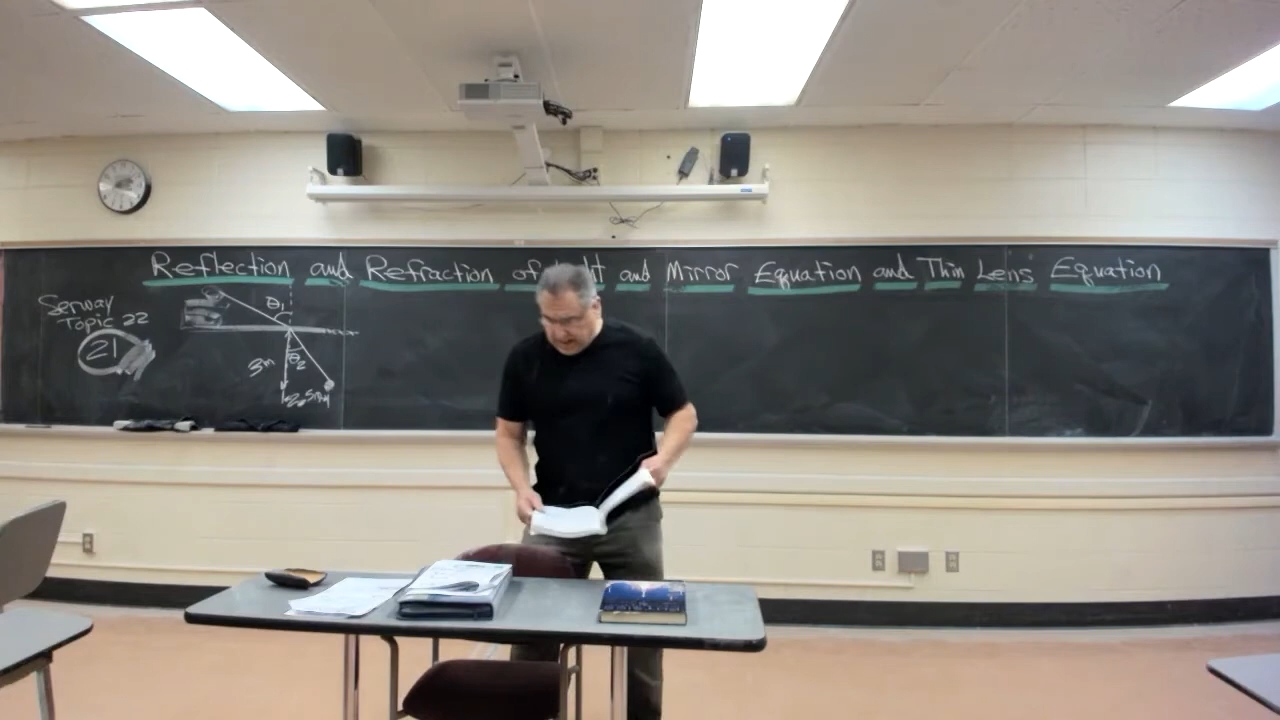 Reflection and Refraction of and Mirror Equation and Thin Lens Equation
Serway
Topic 22
21
θ1
θ2
3m